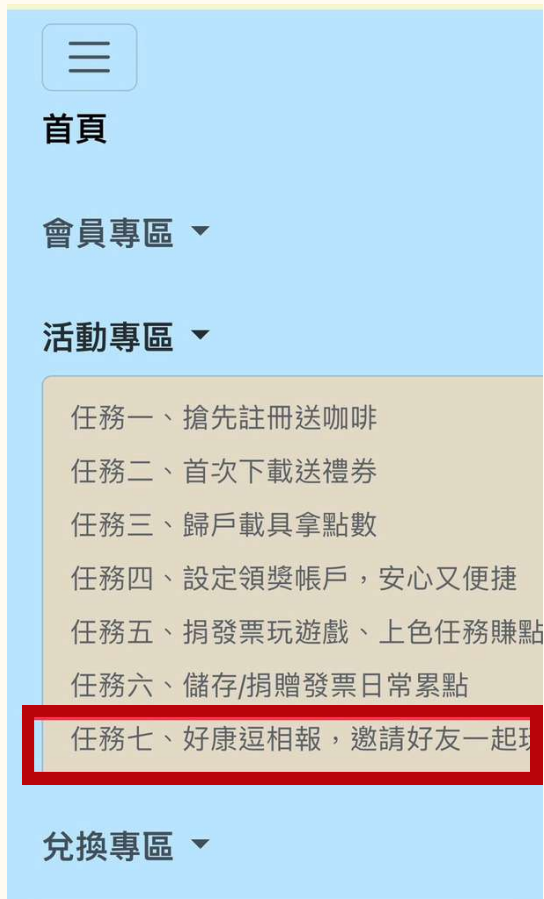 首頁
會員專區
活動專區
任務一、搶先註冊送咖啡
任務二、首次下載送禮券
任務三、歸戶載具拿點數
任務四、設定領獎帳戶，安心又便捷
任務五、捐發票玩遊戲、上色任務賺點
任務六、儲存/捐贈發票日常累點
任務七、好康逗相報，邀請好友一起
兌換專區